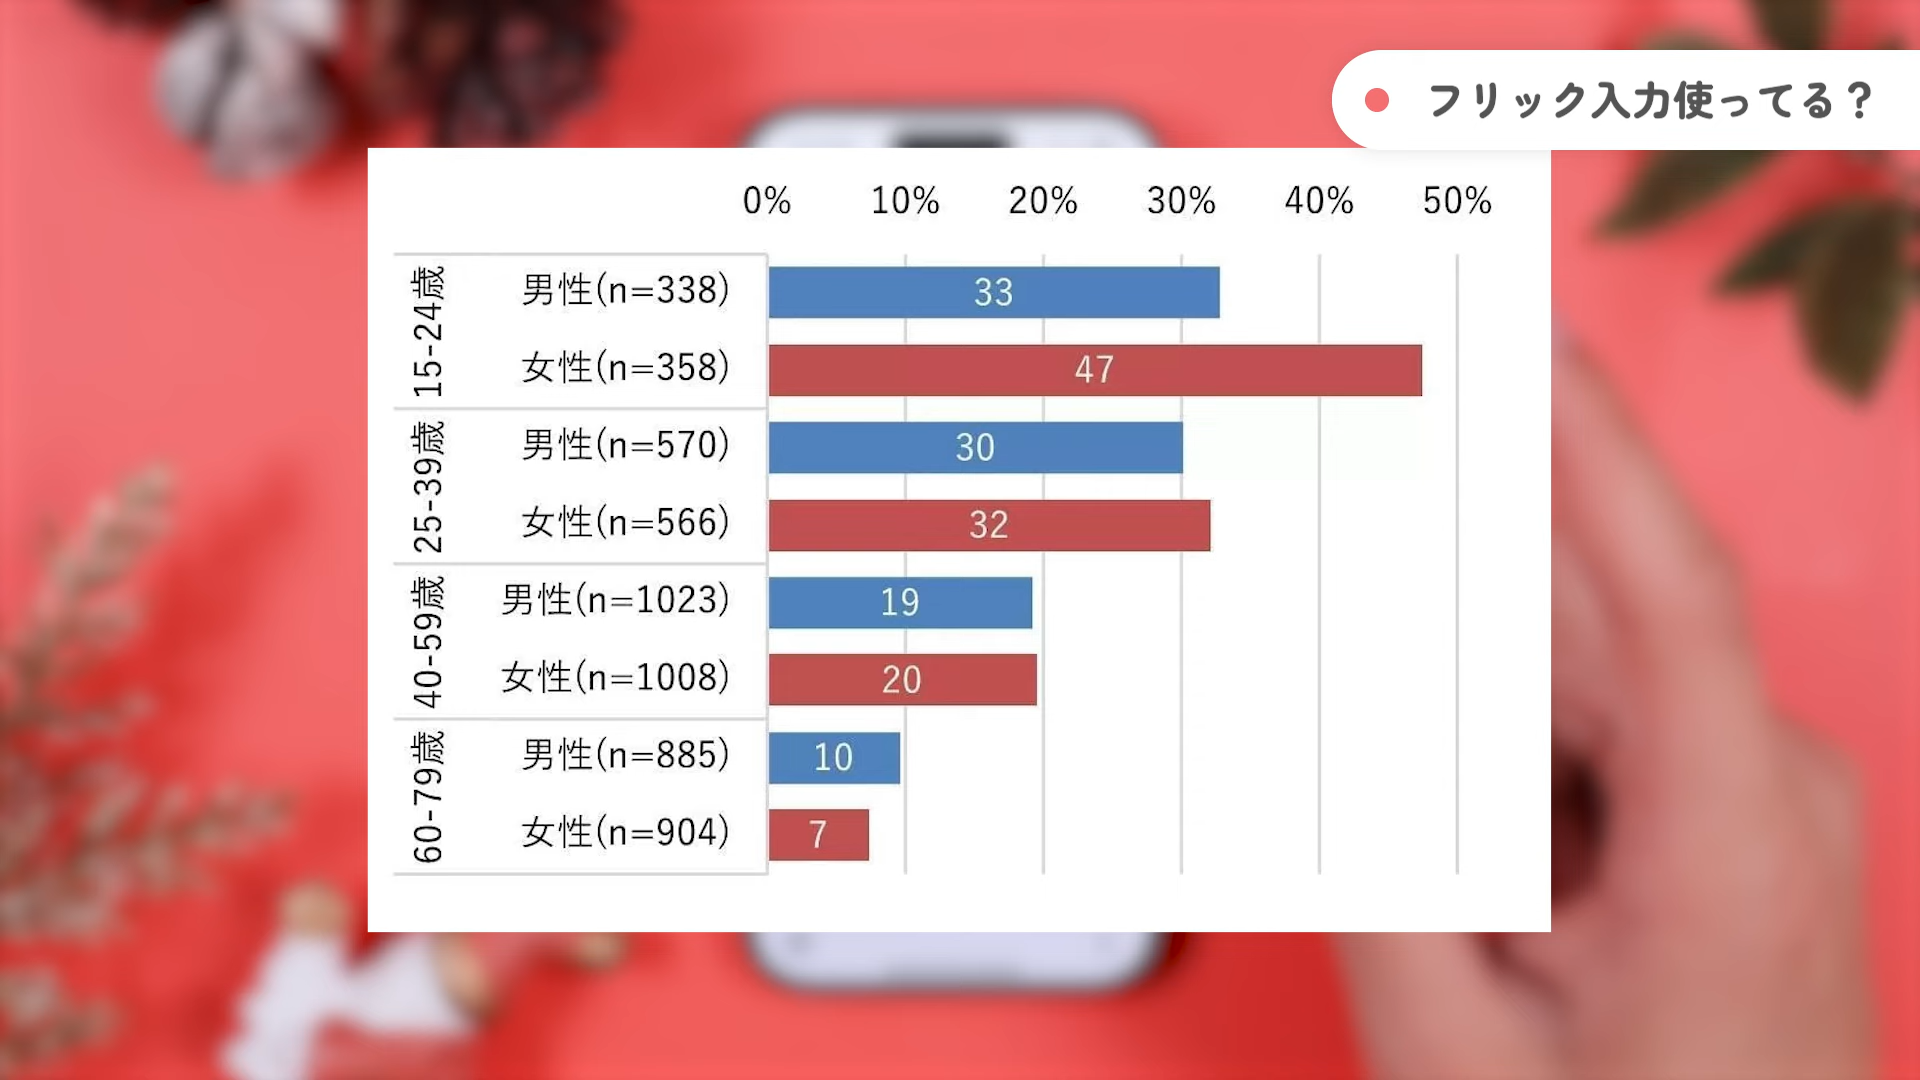 フリック入力使ってる？
0% 10% 20% 30% 40% 50%
15-24歳
男性(n=338) 33
女性(n=358) 47
25-39歳
男性(n=570) 30
女性(n=566) 32
40-59歳
男性(n=1023) 19
女性(n=1008) 20
60-79歳
男性(n=885) 10
女性(n=904) 7